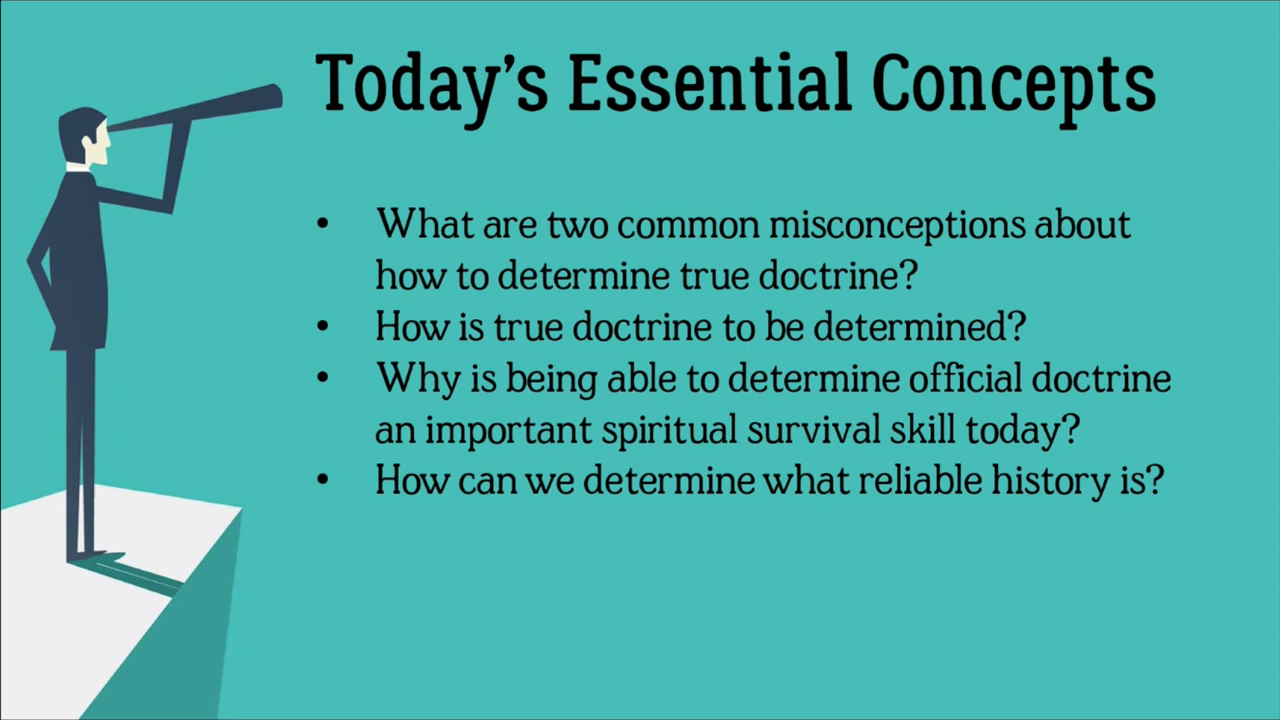 Today's Essential Concepts
• What are two common misconceptions about
how to determine true doctrine?
• How is true doctrine to be determined?
• Why is being able to determine official doctrine
an important spiritual survival skill today?
• How can we determine what reliable history is?